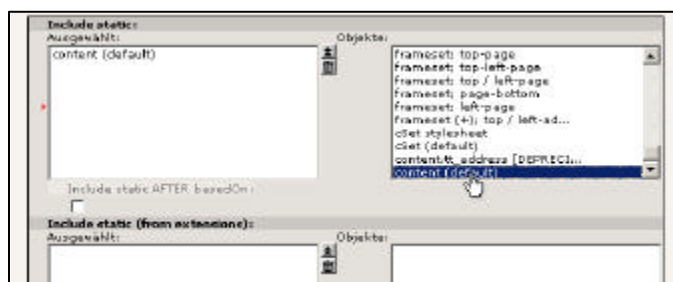 Include static:
Ausgewählt:
Objekte:
content (default)
frameset; top-page
frameset; top-left-page
frameset; top / left-page
frameset; page-bottom
frameset; left-page
frameset (+); top / left-ad...
cSet stylesheet
cSet (default)
content.tt_address [DEPRECI...
content (default)
Include static AFTER basedOn:
Include static (from extensions):
Ausgewählt:
Objekte: